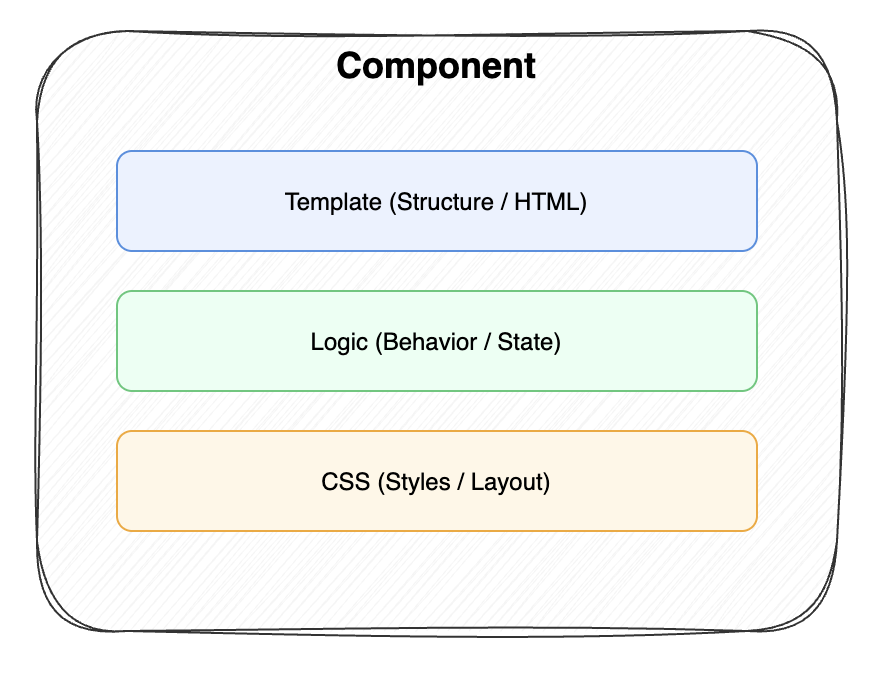 Component
Template (Structure / HTML)
Logic (Behavior / State)
CSS (Styles / Layout)